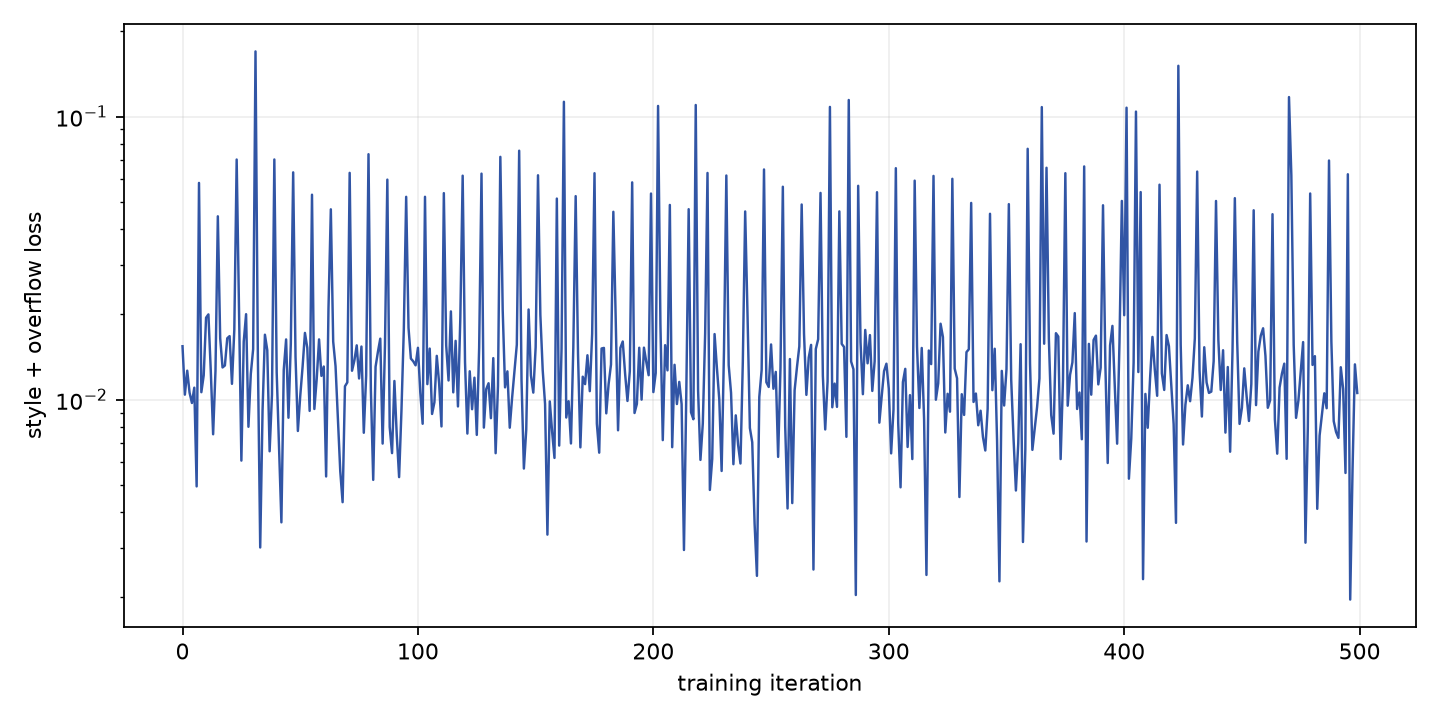 style + overflow loss
10⁻¹
10⁻²
0 100 200 300 400 500
training iteration